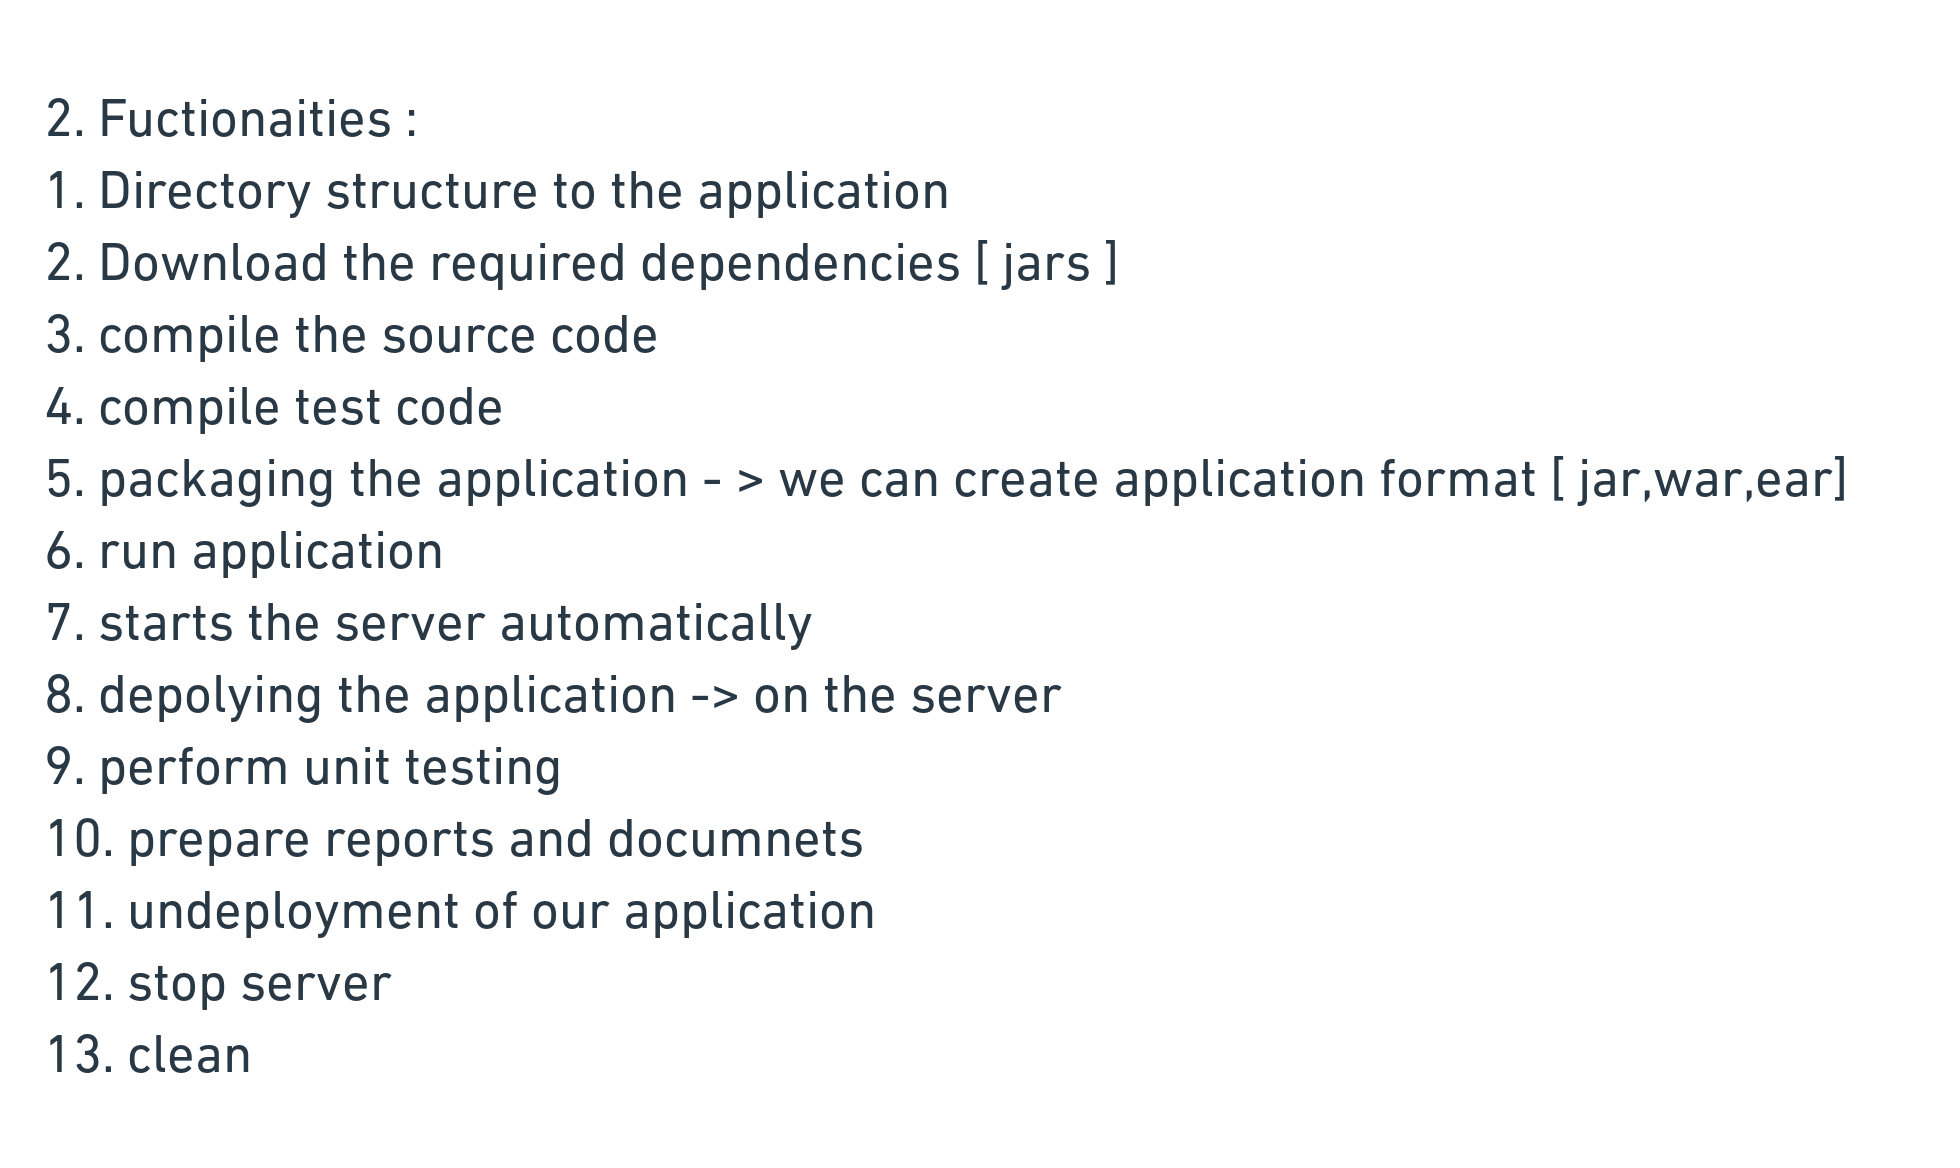 2. Fuctionaities :
1. Directory structure to the application
2. Download the required dependencies [ jars ]
3. compile the source code
4. compile test code
5. packaging the application - > we can create application format [ jar,war,ear]
6. run application
7. starts the server automatically
8. depolying the application -> on the server
9. perform unit testing
10. prepare reports and documnets
11. undeployment of our application
12. stop server
13. clean